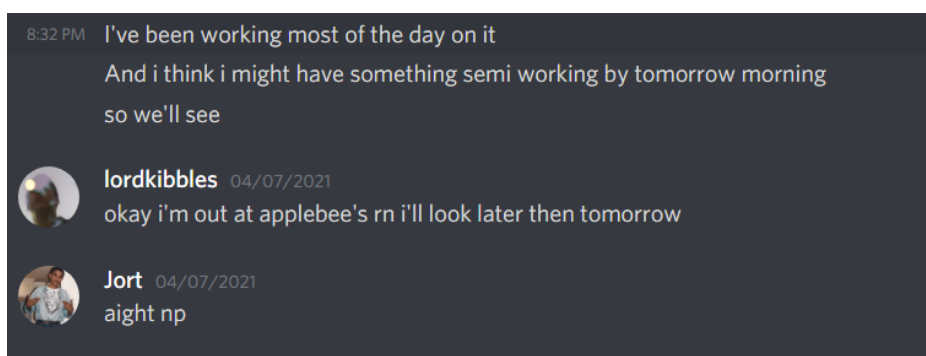 8:32 PM I've been working most of the day on it
And i think i might have something semi working by tomorrow morning
so we'll see
lordkibbles 04/07/2021
okay i'm out at applebee's rn i'll look later then tomorrow
Jort 04/07/2021
aight np